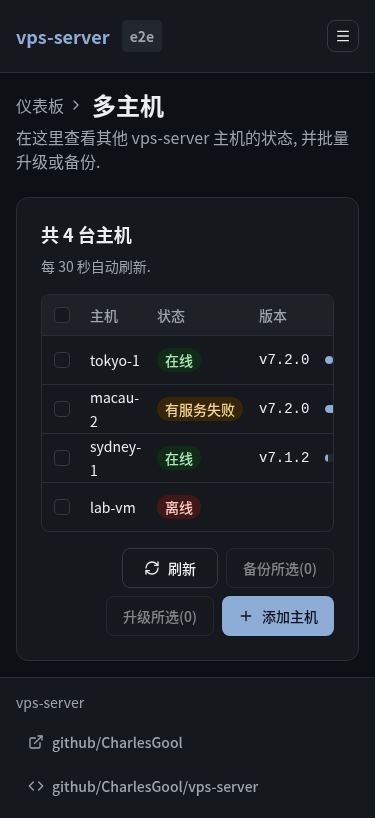 vps-server e2e
仪表板 > 多主机
在这里查看其他 vps-server 主机的状态, 并批量
升级或备份.
共 4 台主机
每 30 秒自动刷新.
主机 状态 版本
tokyo-1 在线 v7.2.0
macau-
2 有服务失败 v7.2.0
sydney-
1 在线 v7.1.2
lab-vm 离线
刷新 备份所选(0)
升级所选(0) + 添加主机
vps-server
github/CharlesGool
github/CharlesGool/vps-server